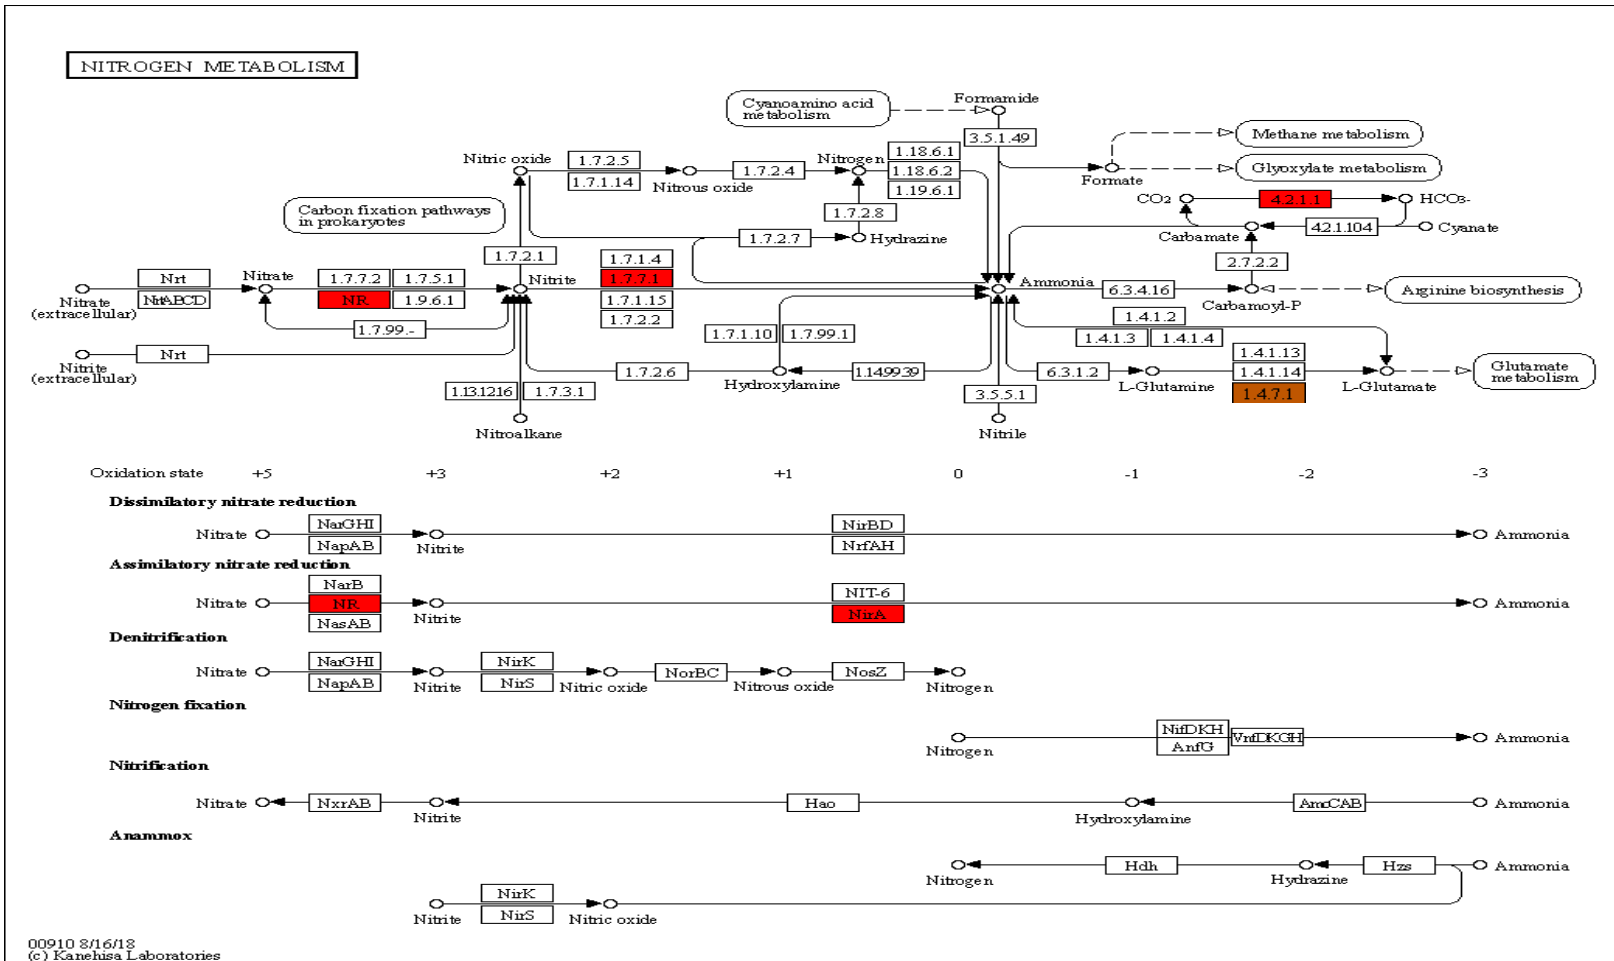 NITROGEN METABOLISM
Cyanoamino acid
metabolism
Formamide
3.5.1.49
Methane metabolism
Glyoxylate metabolism
Formate
Nitric oxide
1.7.2.5
1.7.1.14
Nitrous oxide
1.7.2.4
Nitrogen
1.18.6.1
1.18.6.2
1.19.6.1
CO2
4.2.1.1
HCO3-
Carbon fixation pathways
in prokaryotes
1.7.2.8
1.7.2.7
Hydrazine
Carbamate
4.2.1.104
Cyanate
1.7.2.1
1.7.1.4
2.7.2.2
Nrt
NrtABCD
Nitrate
1.7.7.2
1.7.5.1
NR
1.9.6.1
Nitrite
1.7.7.1
1.7.1.15
1.7.2.2
Ammonia
6.3.4.16
Carbamoyl-P
Arginine biosynthesis
Nitrate
(extracellular)
1.7.99.-
1.7.1.10
1.7.99.1
1.4.1.2
1.4.1.3
1.4.1.4
Nrt
Nitrite
(extracellular)
1.7.2.6
Hydroxylamine
1.14.99.39
6.3.1.2
L-Glutamine
1.4.1.13
1.4.1.14
1.4.7.1
L-Glutamate
Glutamate
metabolism
1.13.12.16
1.7.3.1
3.5.5.1
Nitroalkane
Nitrile
Oxidation state +5 +3 +2 +1 0 -1 -2 -3
Dissimilatory nitrate reduction
Nitrate
NarGHI
NapAB
Nitrite
NirBD
NrfAH
Ammonia
Assimilatory nitrate reduction
Nitrate
NarB
NR
NasAB
Nitrite
NIT-6
NirA
Ammonia
Denitrification
Nitrate
NarGHI
NapAB
Nitrite
NirK
NirS
Nitric oxide
NorBC
Nitrous oxide
NosZ
Nitrogen
Nitrogen fixation
Nitrogen
NifDKH
AnfG
VnfDKGH
Ammonia
Nitrification
Nitrate
NxrAB
Nitrite
Hao
Hydroxylamine
AmoCAB
Ammonia
Anammox
Nitrogen
Hdh
Hydrazine
Hzs
Ammonia
Nitrite
NirK
NirS
Nitric oxide
00910 8/16/18
(c) Kanehisa Laboratories